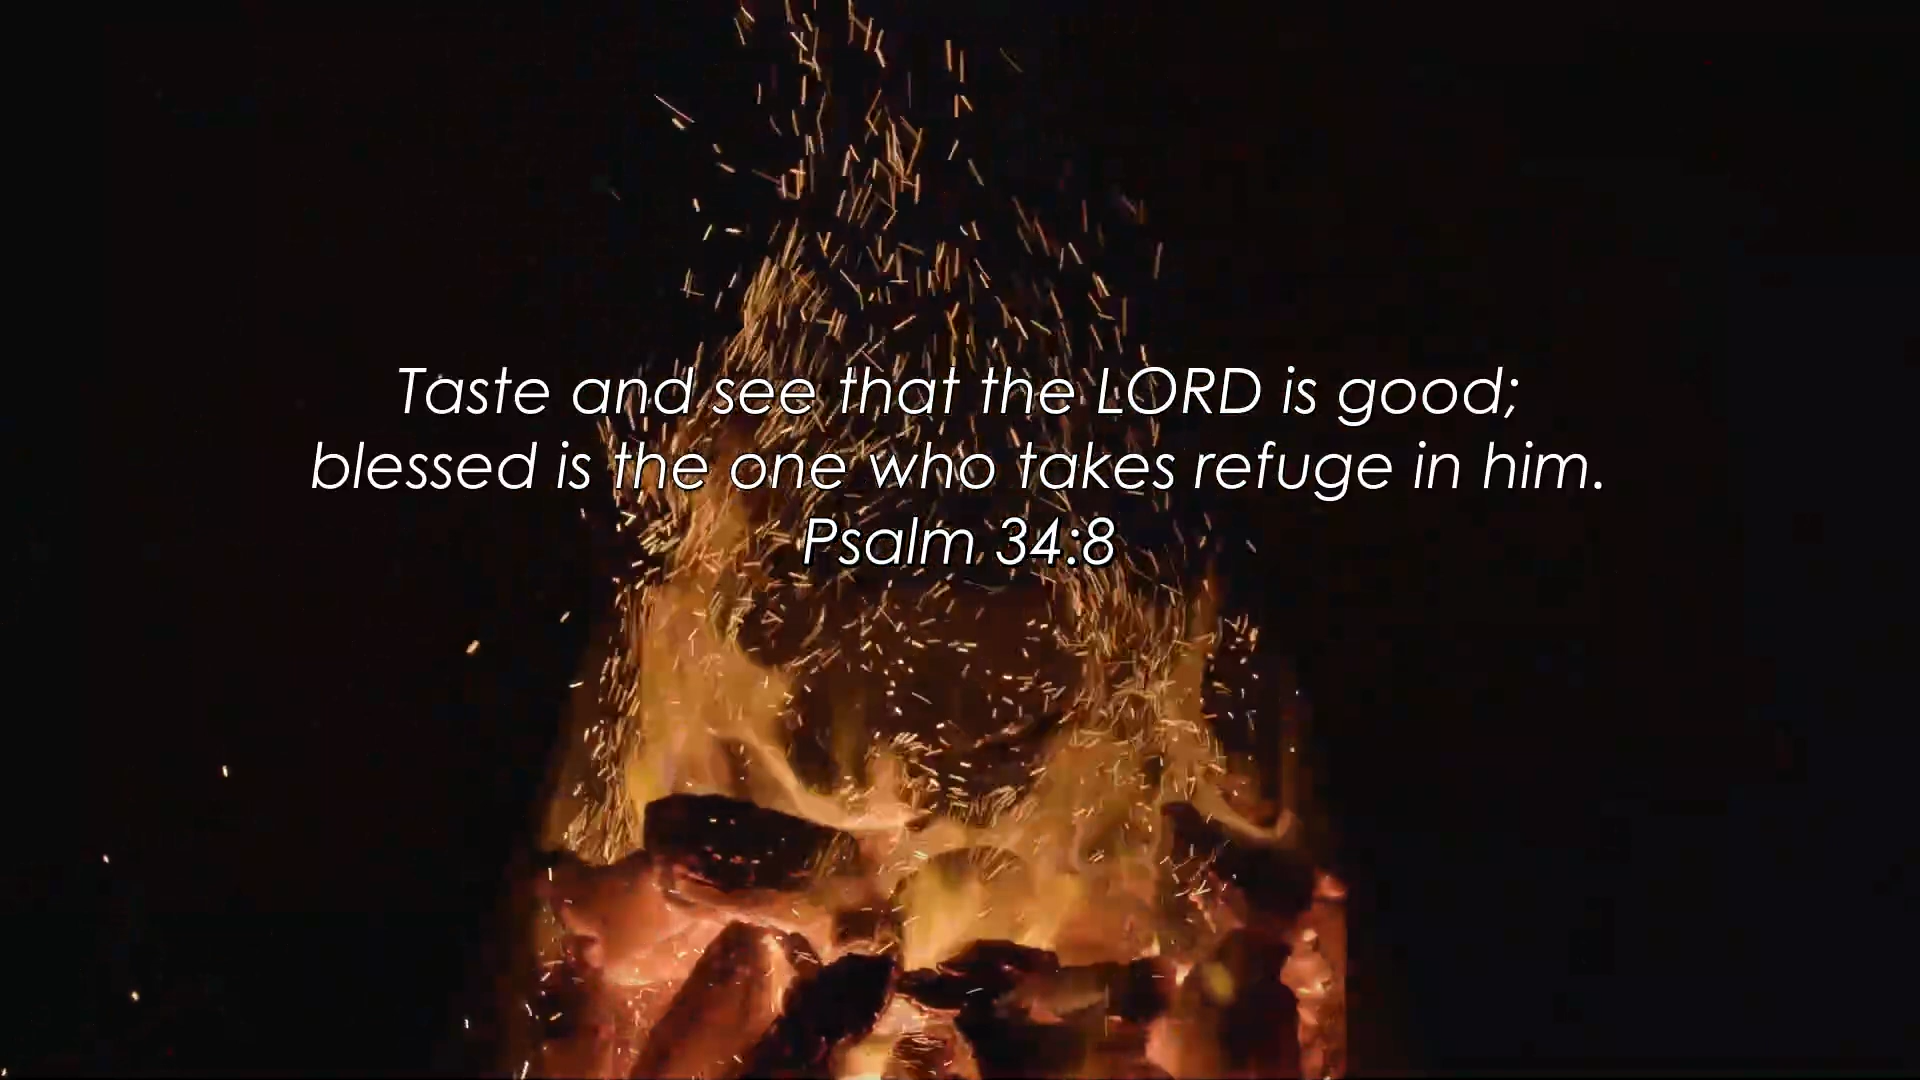 Taste and see that the LORD is good;
blessed is the one who takes refuge in him.
Psalm 34:8